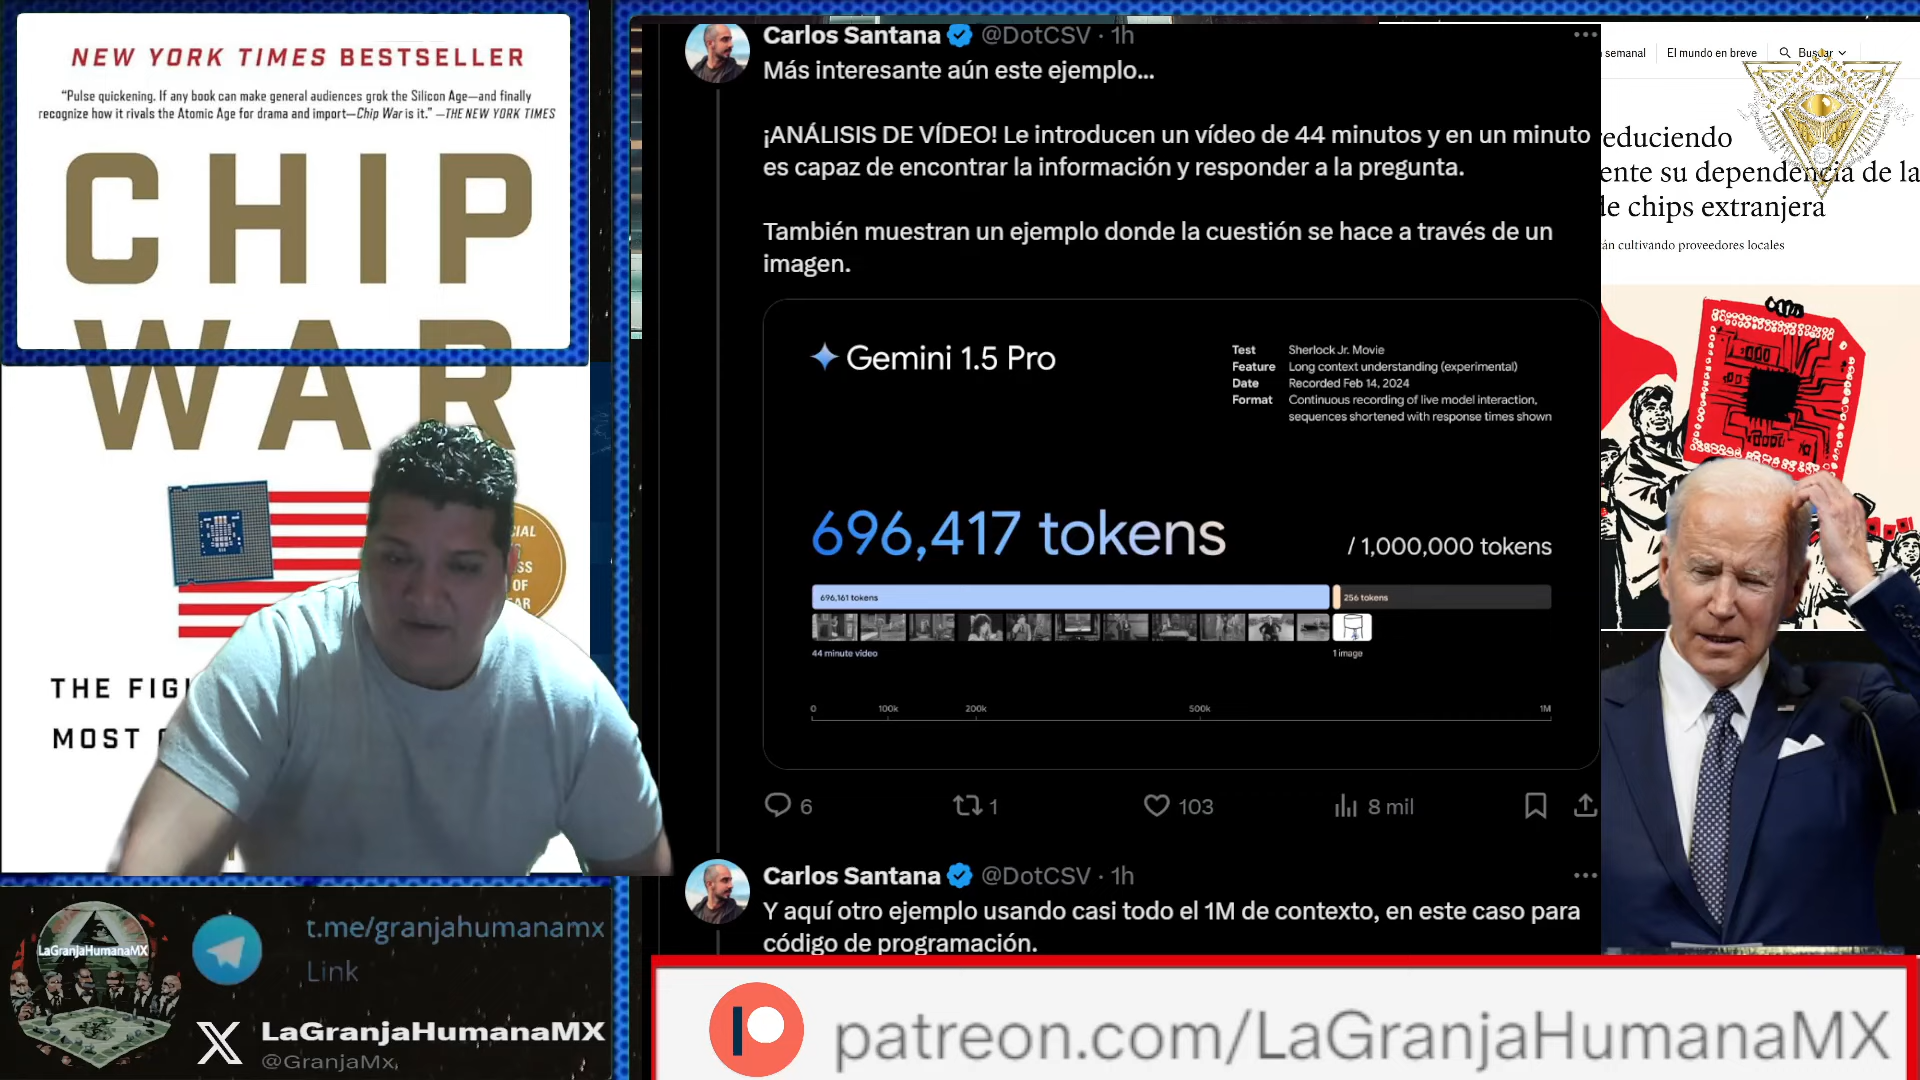 NEW YORK TIMES BESTSELLER
“Pulse quickening. If any book can make general audiences grok the Silicon Age—and finally
recognize how it rivals the Atomic Age for drama and import—Chip War is it.” —THE NEW YORK TIMES
CHIP
WAR
THE FIG
MOST
OF
Carlos Santana @DotCSV · 1h
Más interesante aún este ejemplo...
¡ANÁLISIS DE VÍDEO! Le introducen un vídeo de 44 minutos y en un minuto
es capaz de encontrar la información y responder a la pregunta.
También muestran un ejemplo donde la cuestión se hace a través de un
imagen.
Gemini 1.5 Pro
Test Sherlock Jr. Movie
Feature Long context understanding (experimental)
Date Recorded Feb 14, 2024
Format Continuous recording of live model interaction,
sequences shortened with response times shown
696,417 tokens
/ 1,000,000 tokens
696,161 tokens
256 tokens
44 minute video
1 image
0 100k 200k 500k 1M
6 1 103 8 mil
Carlos Santana @DotCSV · 1h
Y aquí otro ejemplo usando casi todo el 1M de contexto, en este caso para
código de programación.
semanal El mundo en breve Buscar
reduciendo
ente su dependencia de la
de chips extranjera
án cultivando proveedores locales
LaGranjaHumanaMX
t.me/granjahumanamx
Link
LaGranjaHumanaMX
@GranjaMx
patreon.com/LaGranjaHumanaMX